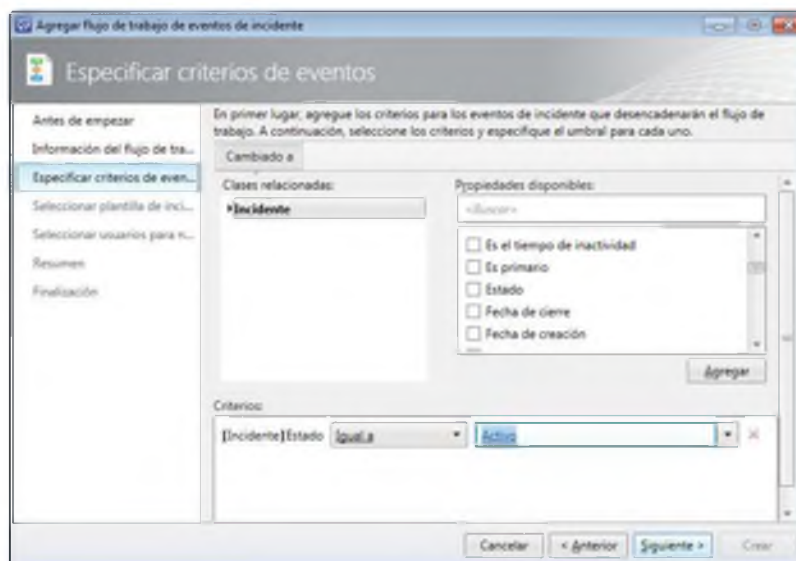 Agregar flujo de trabajo de eventos de incidente
Especificar criterios de eventos
Antes de empezar
Información del flujo de tra...
Especificar criterios de even...
Seleccionar plantilla de inci...
Seleccionar usuarios para n...
Resumen
Finalización
En primer lugar, agregue los criterios para los eventos de incidente que desencadenarán el flujo de
trabajo. A continuación, seleccione los criterios y especifique el umbral para cada uno.
Cambiado a
Clases relacionadas:
Incidente
Propiedades disponibles:
<Buscar>
Es el tiempo de inactividad
Es primario
Estado
Fecha de cierre
Fecha de creación
Agregar
Criterios:
[Incidente]Estado Igual a Activo
Cancelar < Anterior Siguiente > Crear